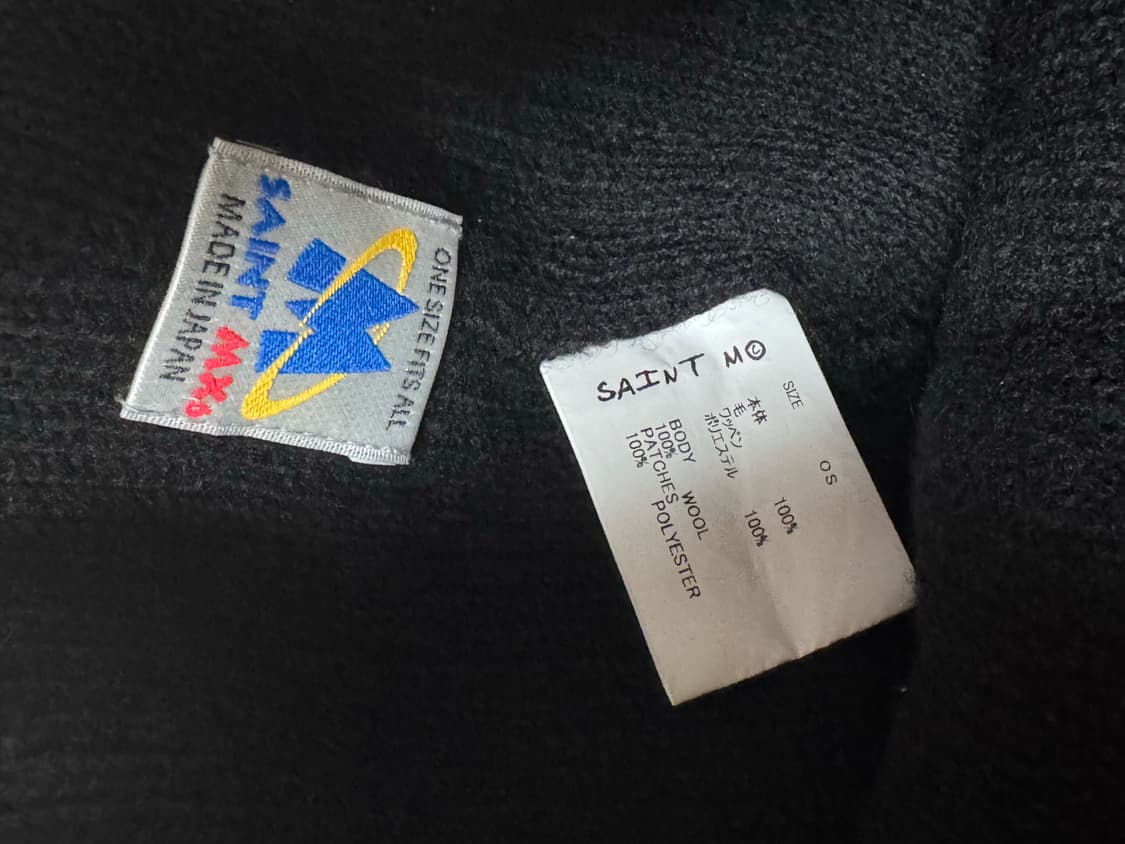 ONE SIZE FITS ALL
SAINT MXo
MADE IN JAPAN
SAINT M©
SIZE OS
本体
毛 100%
ワッペン
ポリエステル 100%
BODY
100% WOOL
PATCHES
100% POLYESTER